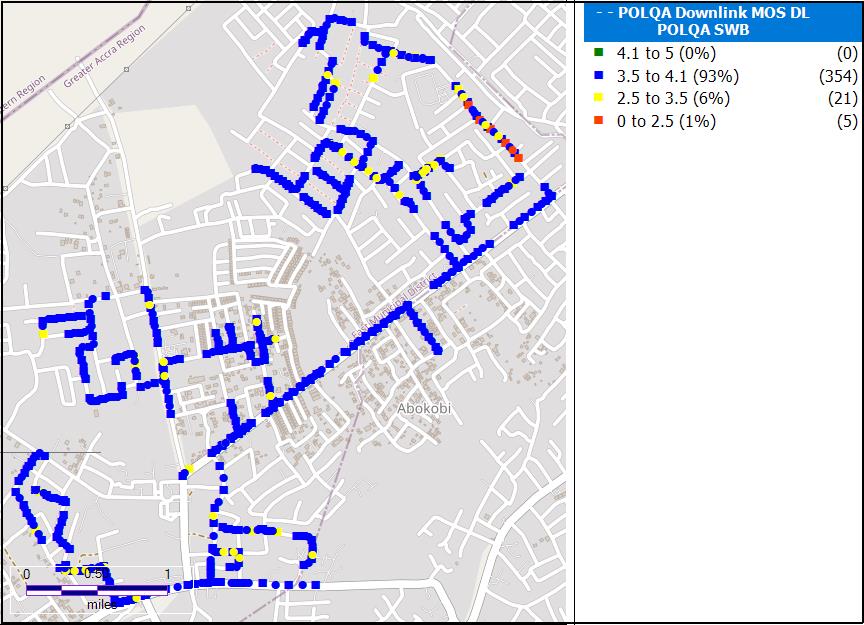 - - POLQA Downlink MOS DL
POLQA SWB
4.1 to 5 (0%) (0)
3.5 to 4.1 (93%) (354)
2.5 to 3.5 (6%) (21)
0 to 2.5 (1%) (5)
Greater Accra Region
ern Region
Municipal District
Abokobi
0 0.5 1
miles